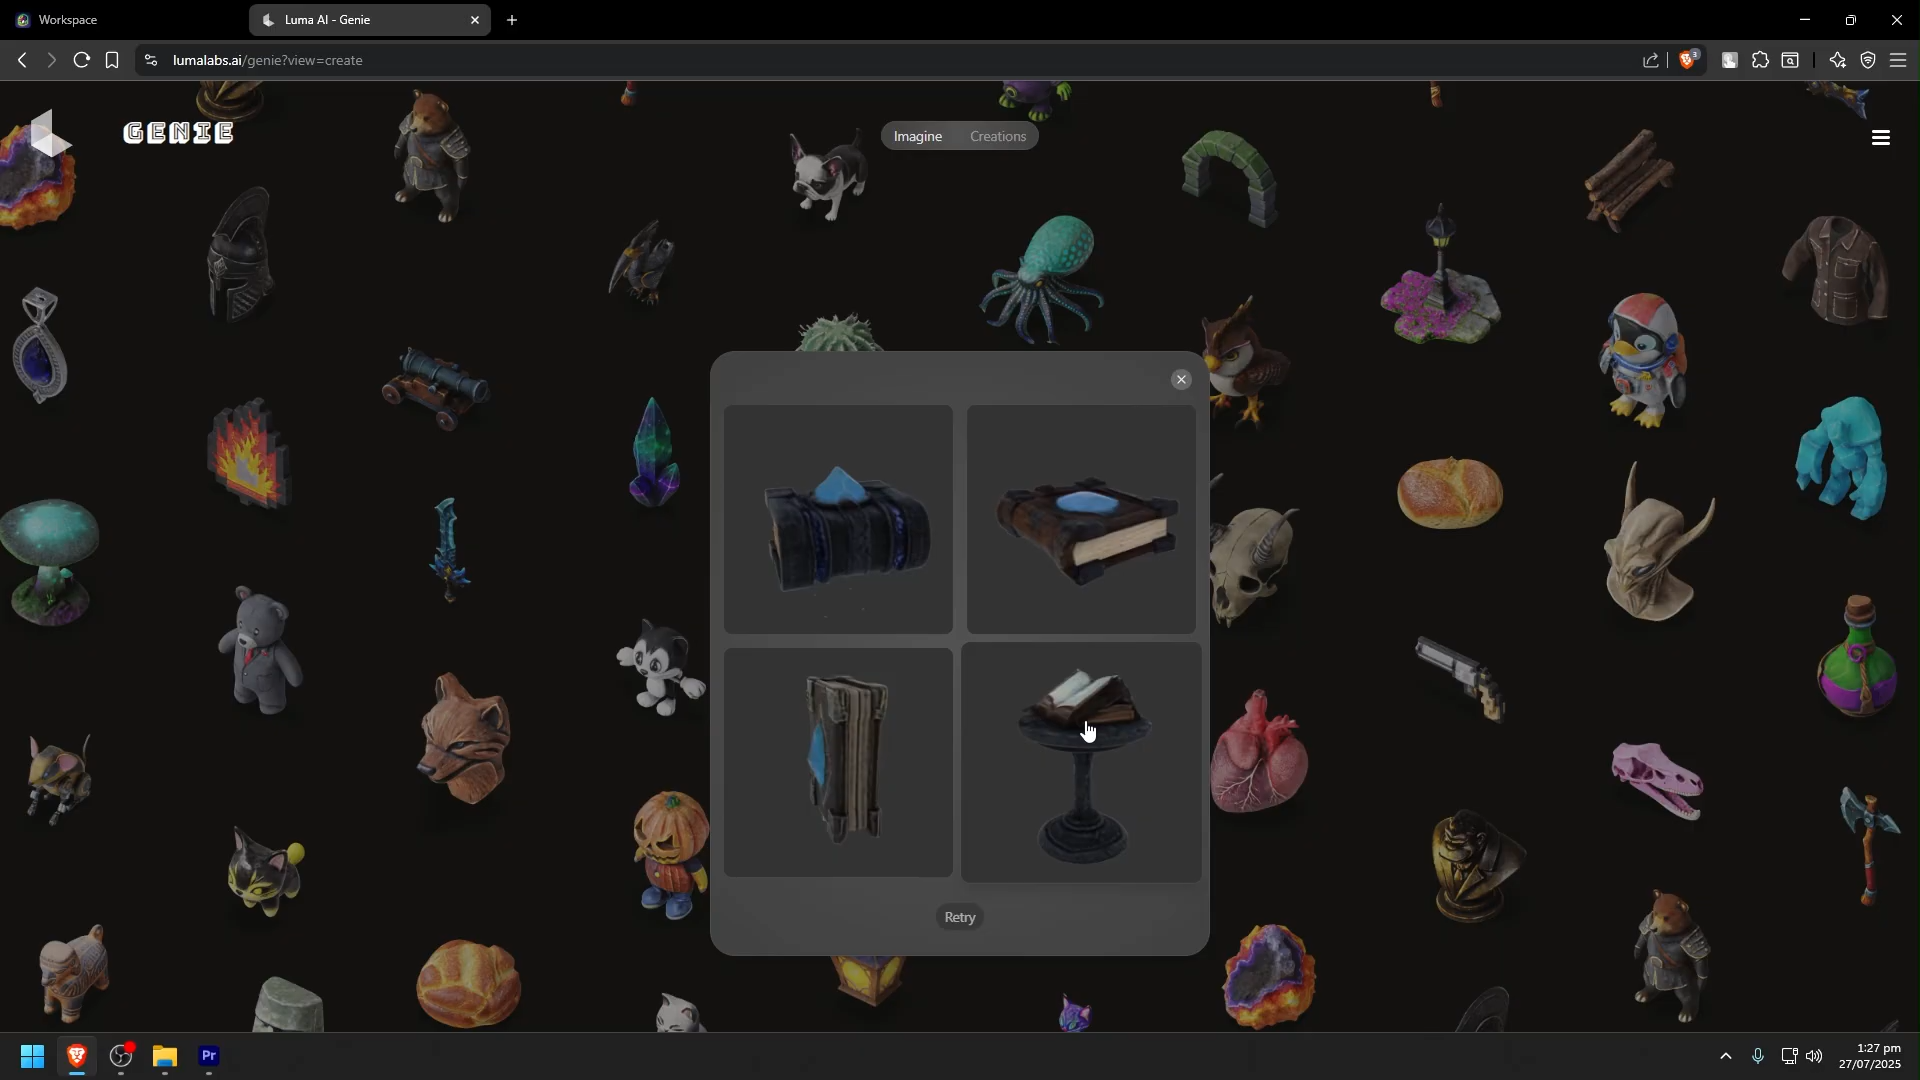 Workspace
Luma AI - Genie
lumalabs.ai/genie?view=create
3
GENIE
Imagine Creations
Retry
Pr
1:27 pm
27/07/2025